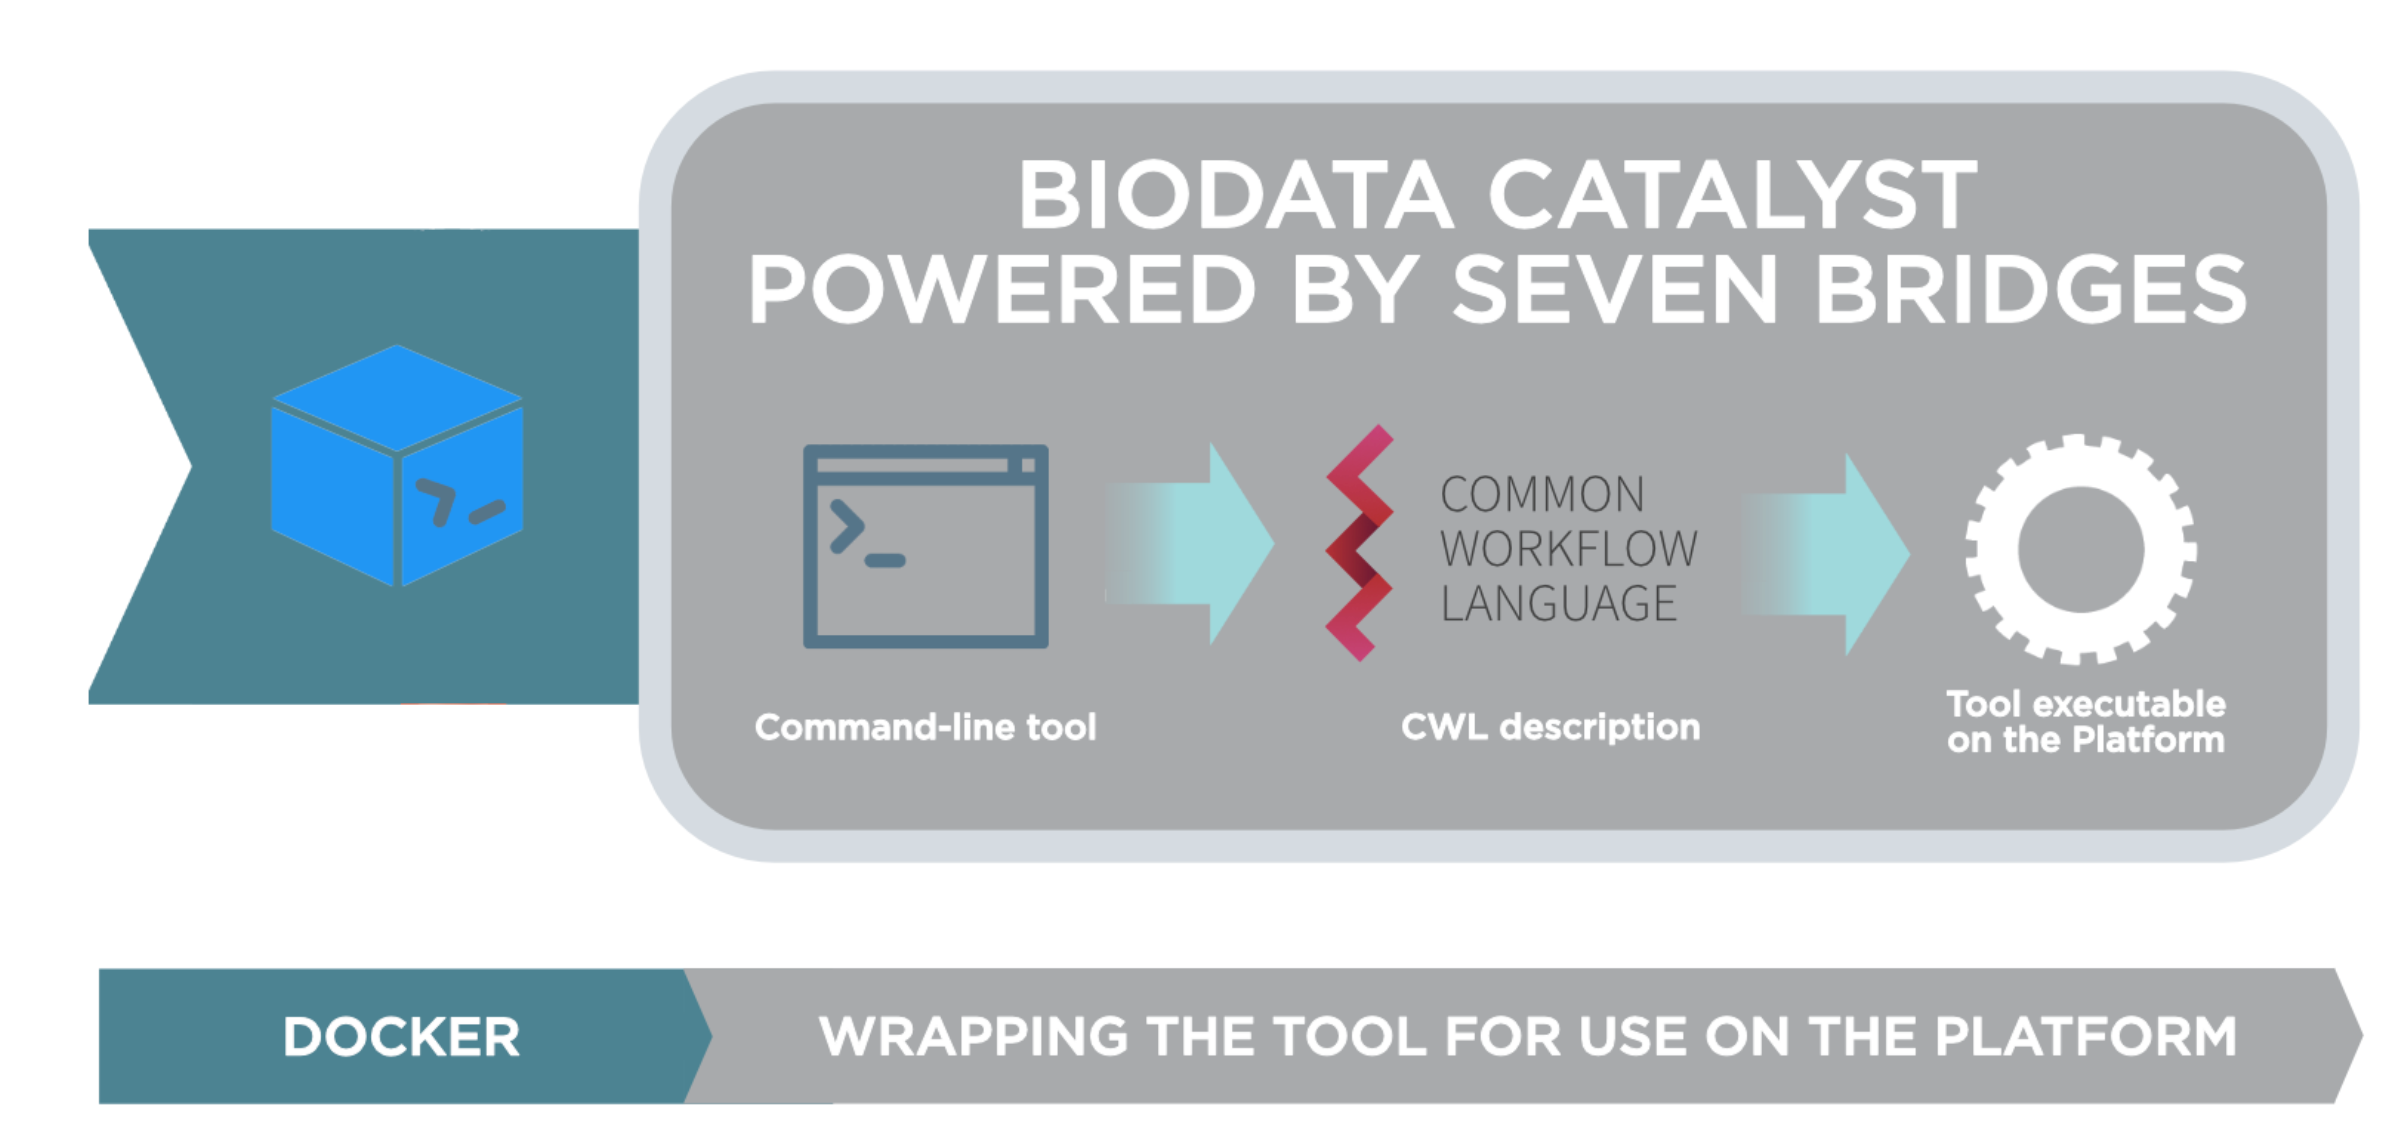 BIODATA CATALYST
POWERED BY SEVEN BRIDGES
>_
>_
COMMON
WORKFLOW
LANGUAGE
Command-line tool
CWL description
Tool executable
on the Platform
DOCKER
WRAPPING THE TOOL FOR USE ON THE PLATFORM